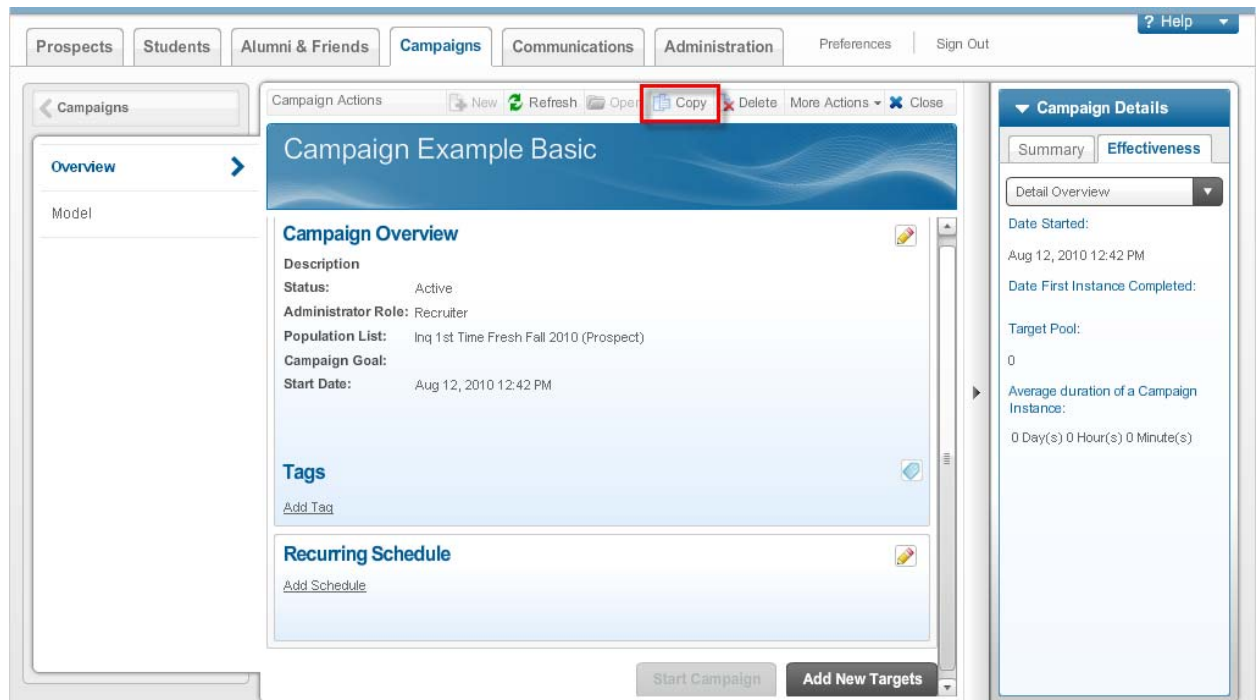 ? Help
Prospects Students Alumni & Friends Campaigns Communications Administration Preferences Sign Out
Campaigns
Overview
Model
Campaign Actions New Refresh Open Copy Delete More Actions Close
Campaign Example Basic
Campaign Overview
Description
Status: Active
Administrator Role: Recruiter
Population List: Inq 1st Time Fresh Fall 2010 (Prospect)
Campaign Goal:
Start Date: Aug 12, 2010 12:42 PM
Tags
Add Tag
Recurring Schedule
Add Schedule
Start Campaign Add New Targets
Campaign Details
Summary Effectiveness
Detail Overview
Date Started:
Aug 12, 2010 12:42 PM
Date First Instance Completed:
Target Pool:
0
Average duration of a Campaign
Instance:
0 Day(s) 0 Hour(s) 0 Minute(s)